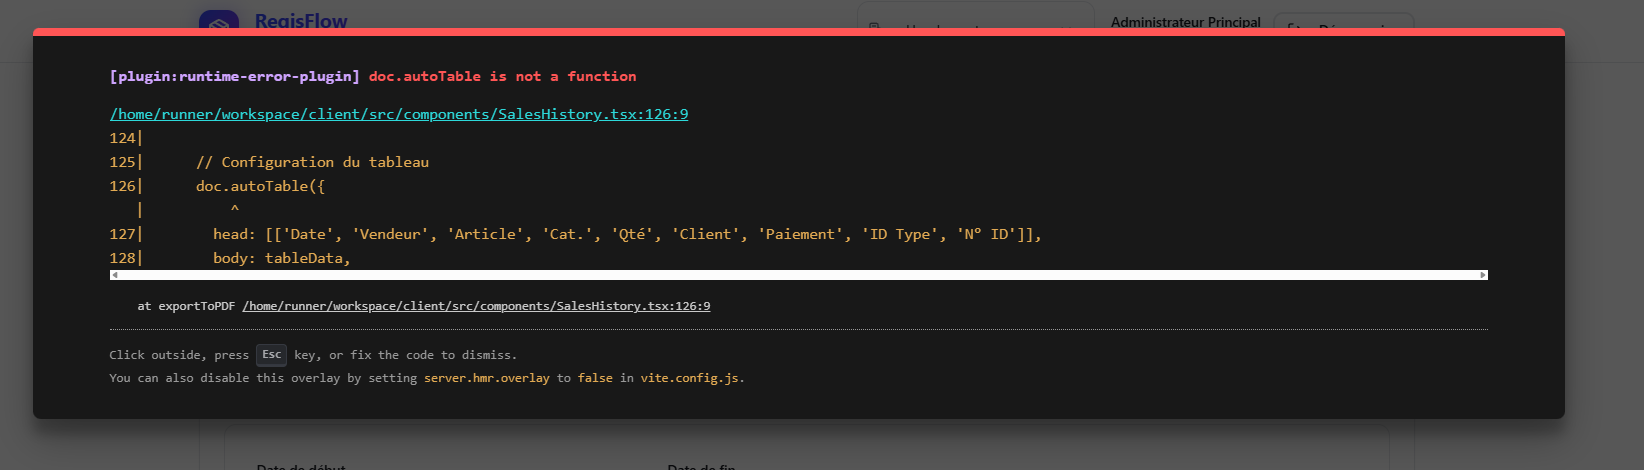 RegisFlow
Administrateur Principal
[plugin:runtime-error-plugin] doc.autoTable is not a function
/home/runner/workspace/client/src/components/SalesHistory.tsx:126:9
124|
125|      // Configuration du tableau
126|      doc.autoTable({
   |          ^
127|        head: [['Date', 'Vendeur', 'Article', 'Cat.', 'Qté', 'Client', 'Paiement', 'ID Type', 'N° ID']],
128|        body: tableData,
at exportToPDF /home/runner/workspace/client/src/components/SalesHistory.tsx:126:9
Click outside, press Esc key, or fix the code to dismiss.
You can also disable this overlay by setting server.hmr.overlay to false in vite.config.js.
Date de début
Date de fin